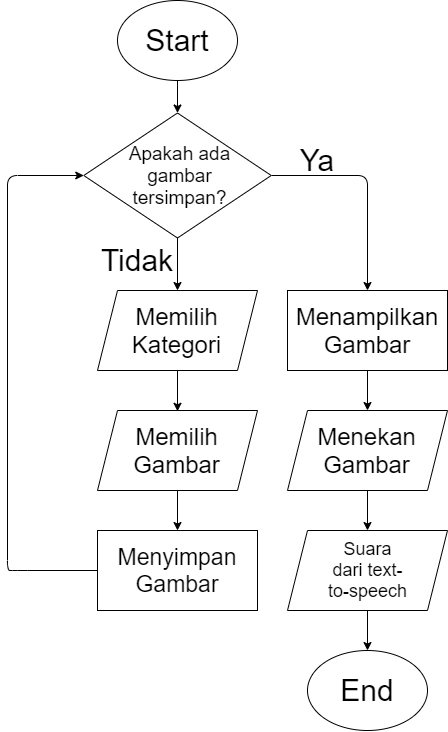 Start
Apakah ada
gambar
tersimpan?
Ya
Tidak
Memilih
Kategori
Menampilkan
Gambar
Memilih
Gambar
Menekan
Gambar
Menyimpan
Gambar
Suara
dari text-
to-speech
End